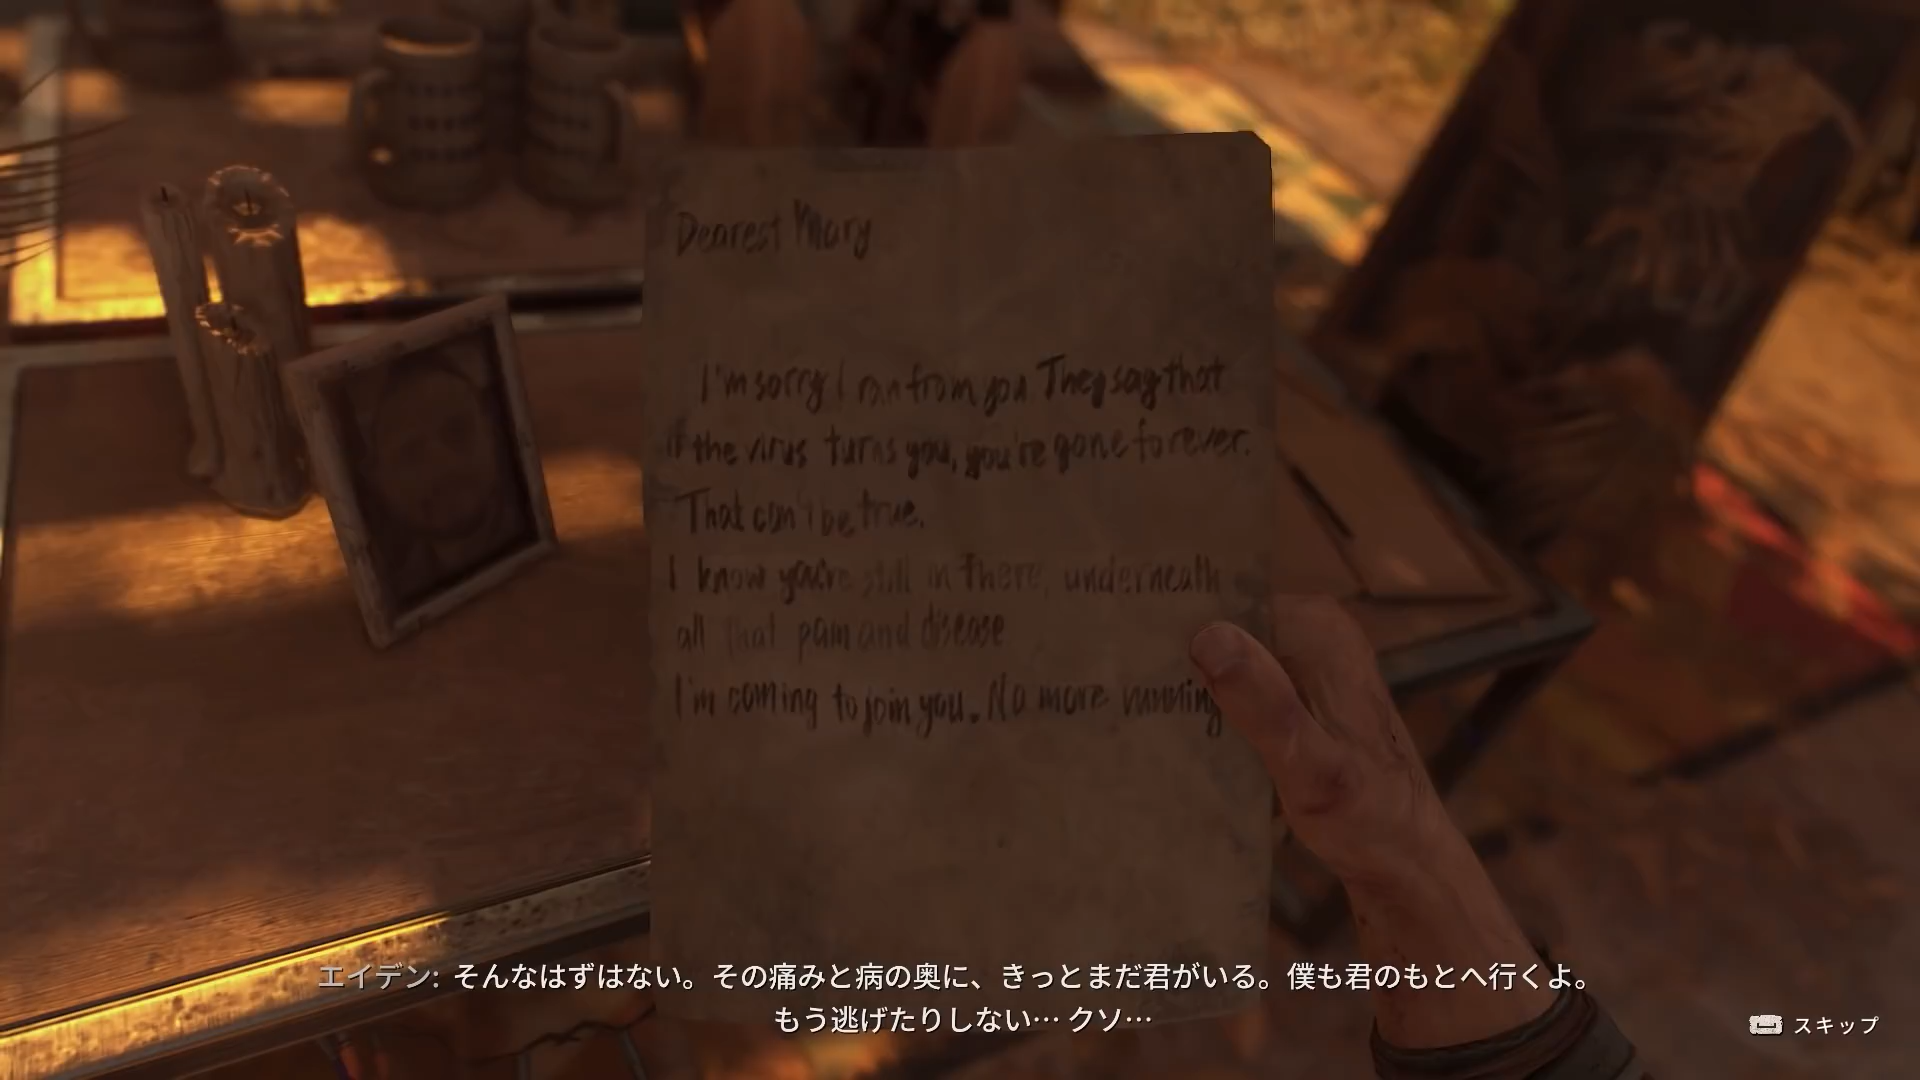 Dearest Mary
I'm sorry I ran from you They say that
if the virus turns you, you're gone forever.
That can't be true.
I know you're still in there, underneath
all that pain and disease
I'm coming to join you. No more running
エイデン: そんなはずはない。その痛みと病の奥に、きっとまだ君がいる。僕も君のもとへ行くよ。
もう逃げたりしない… クソ…
スキップ